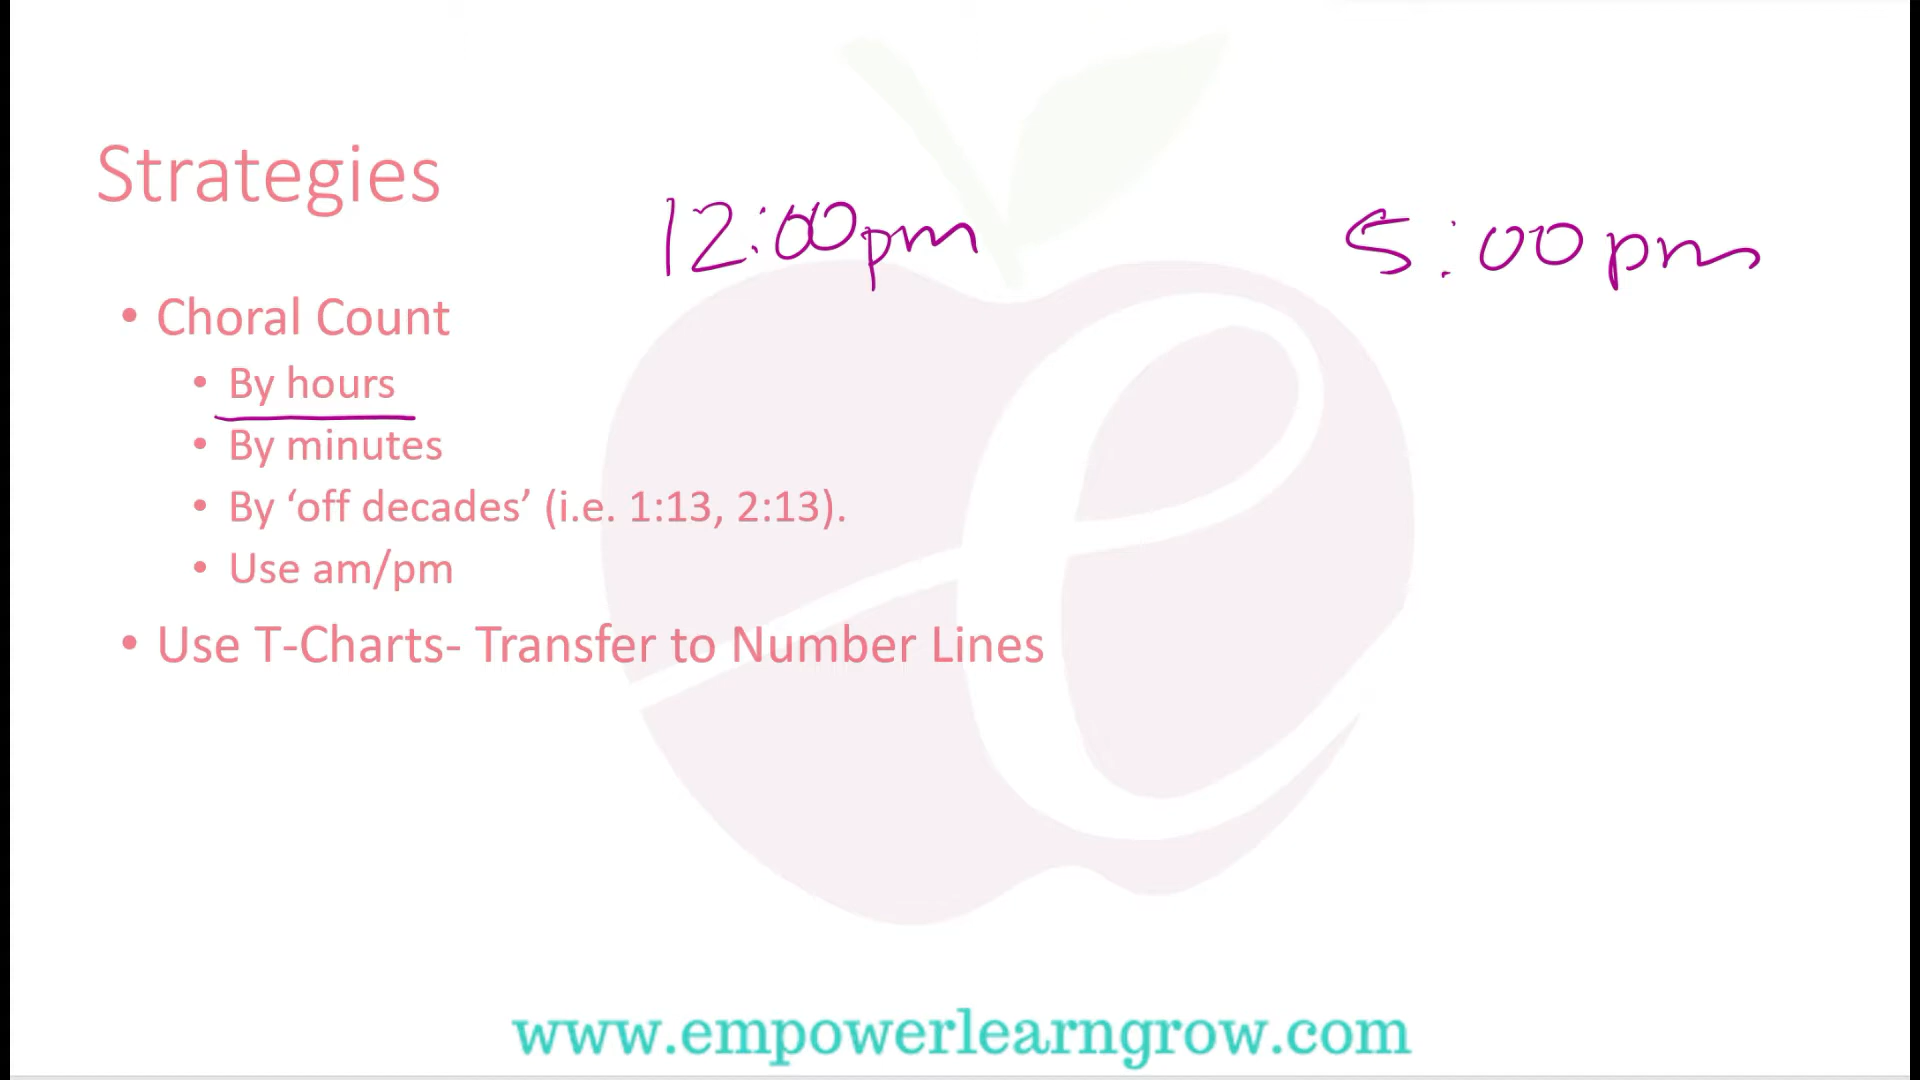 Strategies
12:00pm 5:00pm
• Choral Count
• By hours
• By minutes
• By ‘off decades’ (i.e. 1:13, 2:13).
• Use am/pm
• Use T-Charts- Transfer to Number Lines
e
www.empowerlearngrow.com